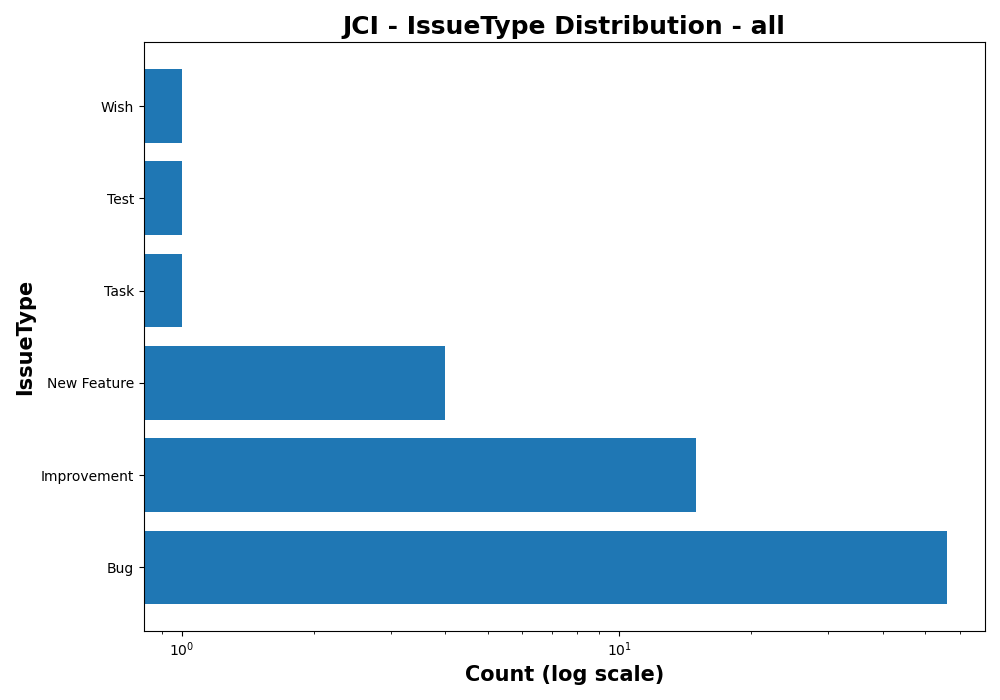 JCI - IssueType Distribution - all
IssueType
Wish
Test
Task
New Feature
Improvement
Bug
10⁰ 10¹
Count (log scale)